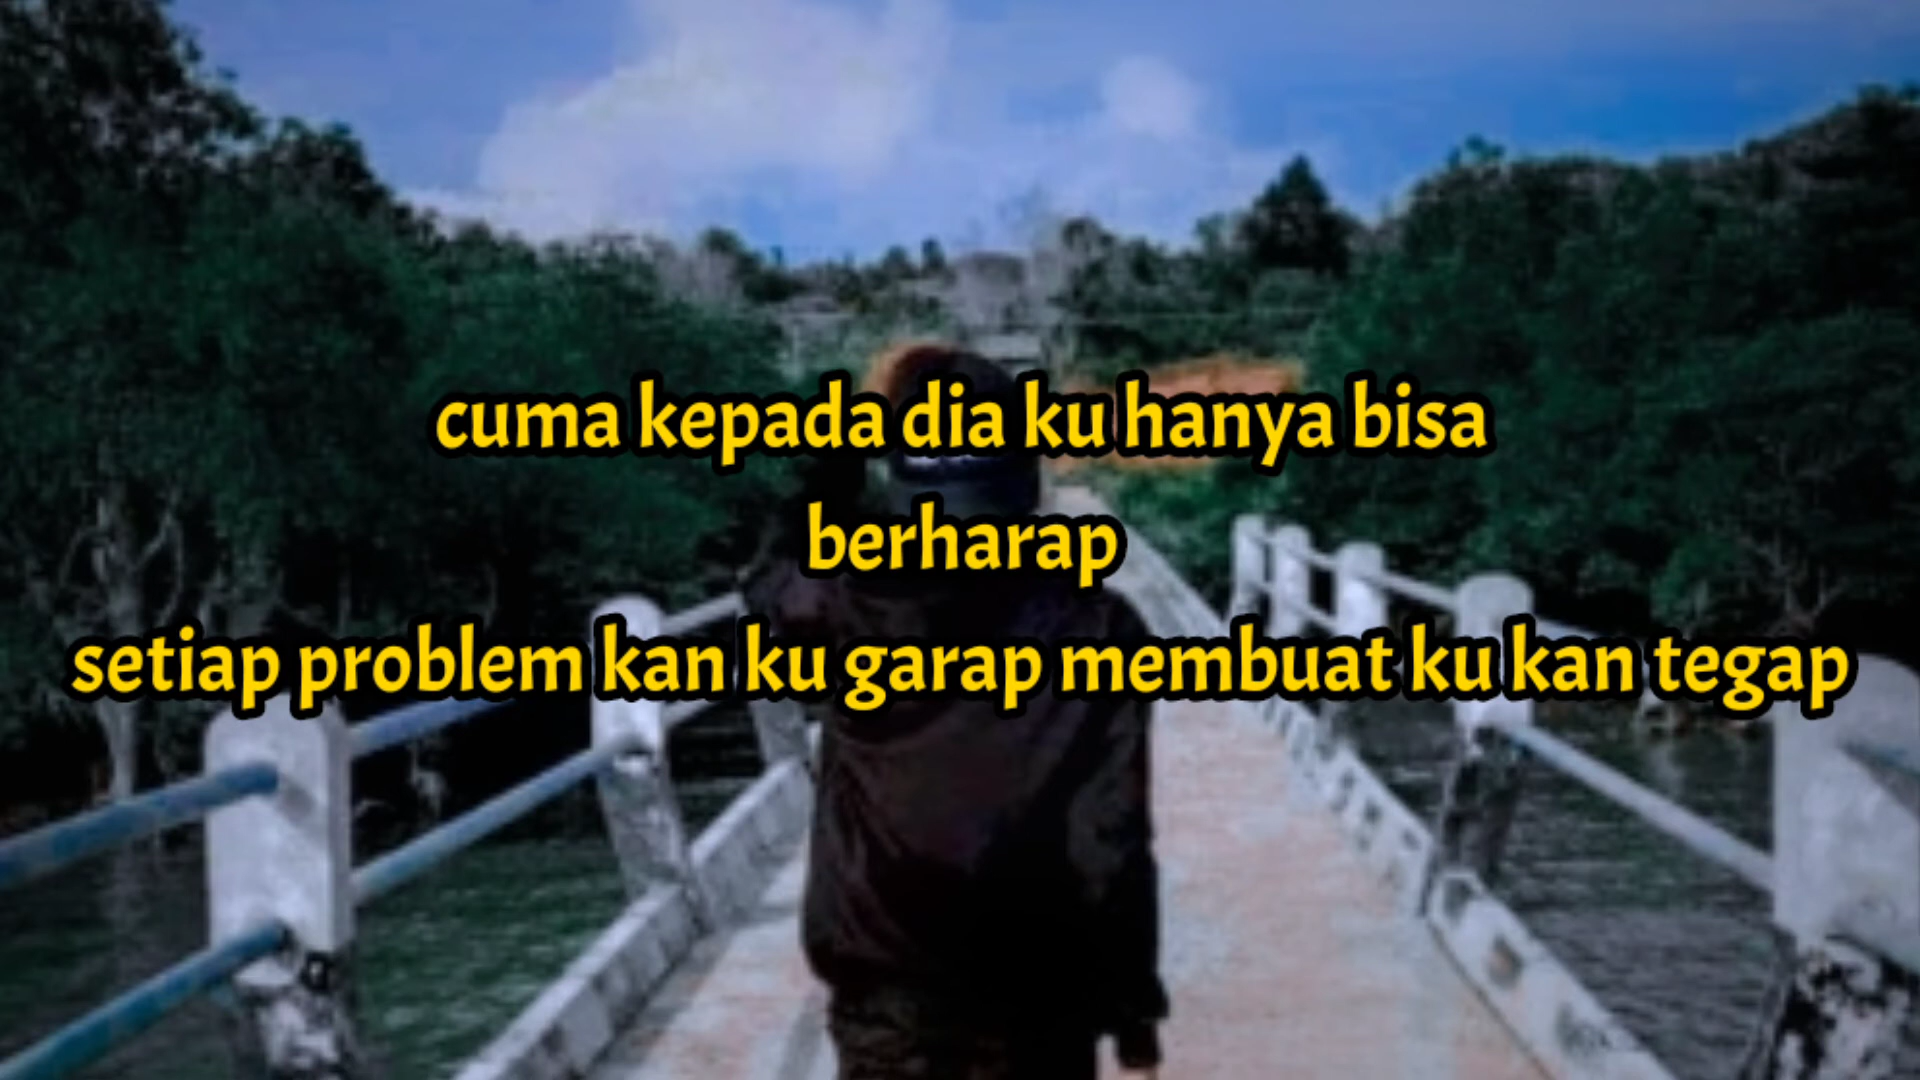 cuma kepada dia ku hanya bisa
berharap
setiap problem kan ku garap membuat ku kan tegap